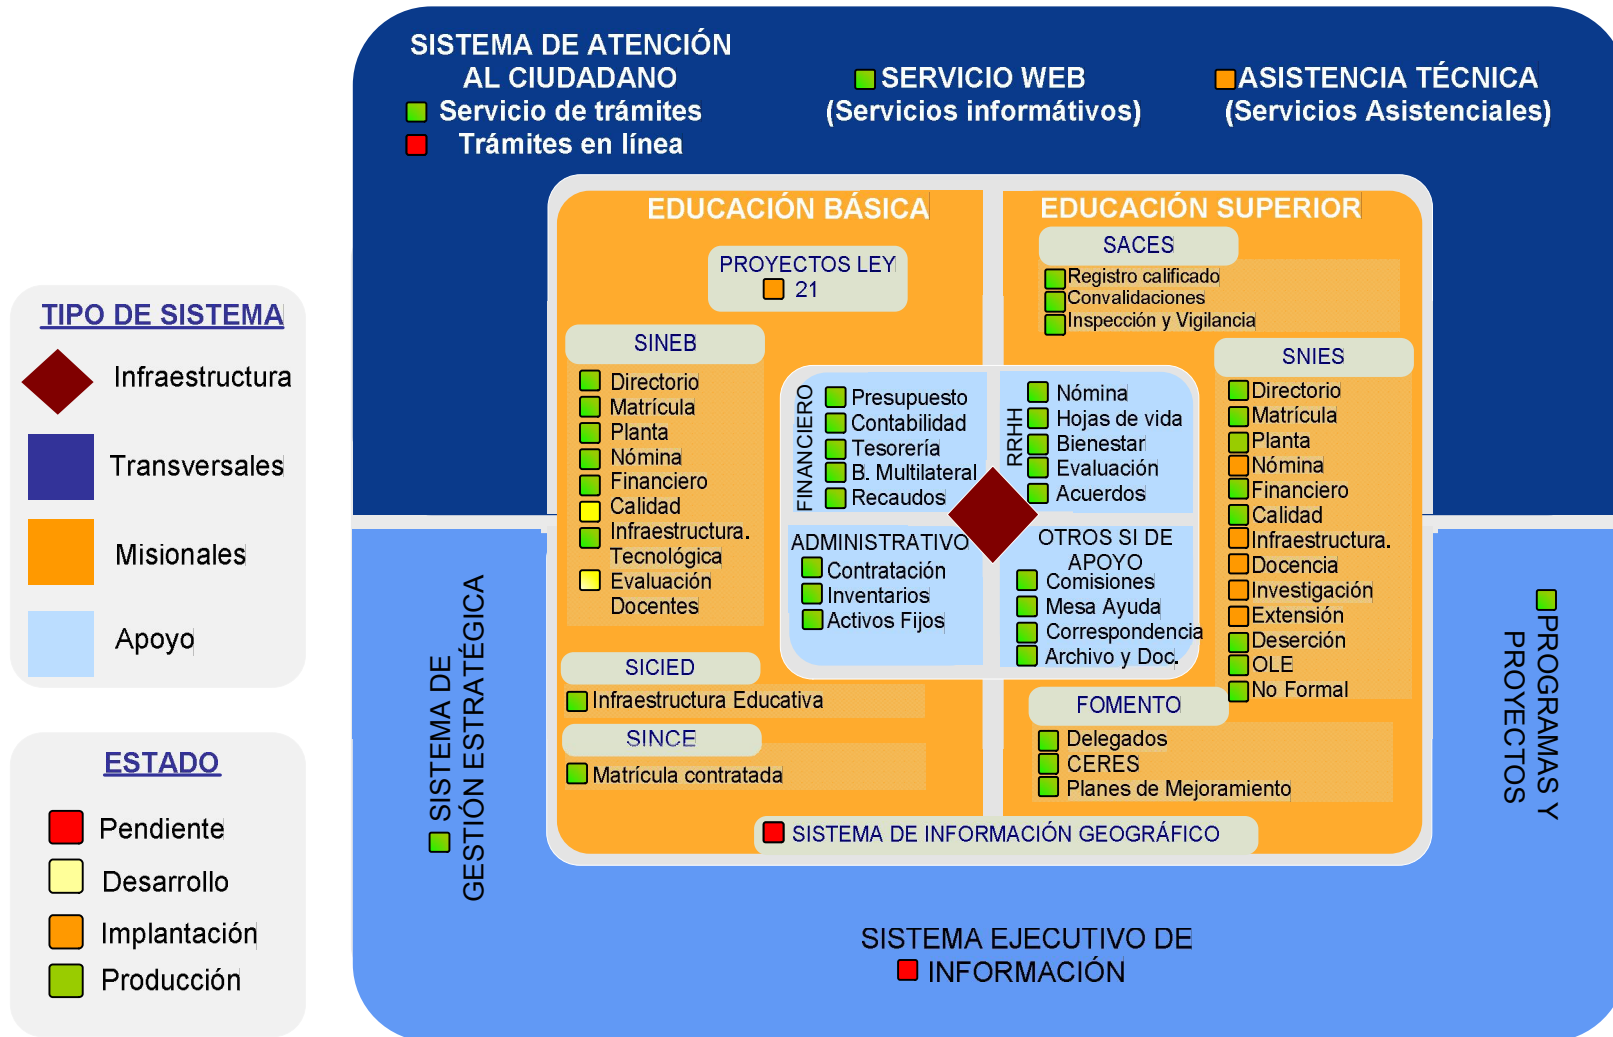 SISTEMA DE ATENCIÓN
AL CIUDADANO
Servicio de trámites
Trámites en línea
SERVICIO WEB
(Servicios informátivos)
ASISTENCIA TÉCNICA
(Servicios Asistenciales)
TIPO DE SISTEMA
Infraestructura
Transversales
Misionales
Apoyo
ESTADO
Pendiente
Desarrollo
Implantación
Producción
EDUCACIÓN BÁSICA
PROYECTOS LEY
21
SINEB
Directorio
Matrícula
Planta
Nómina
Financiero
Calidad
Infraestructura.
Tecnológica
Evaluación
Docentes
SICIED
Infraestructura Educativa
SINCE
Matrícula contratada
FINANCIERO
Presupuesto
Contabilidad
Tesorería
B. Multilateral
Recaudos
RRHH
Nómina
Hojas de vida
Bienestar
Evaluación
Acuerdos
ADMINISTRATIVO
Contratación
Inventarios
Activos Fijos
OTROS SI DE
APOYO
Comisiones
Mesa Ayuda
Correspondencia
Archivo y Doc.
EDUCACIÓN SUPERIOR
SACES
Registro calificado
Convalidaciones
Inspección y Vigilancia
SNIES
Directorio
Matrícula
Planta
Nómina
Financiero
Calidad
Infraestructura.
Docencia
Investigación
Extensión
Deserción
OLE
No Formal
FOMENTO
Delegados
CERES
Planes de Mejoramiento
SISTEMA DE INFORMACIÓN GEOGRÁFICO
SISTEMA DE
GESTIÓN ESTRATÉGICA
PROGRAMAS Y
PROYECTOS
SISTEMA EJECUTIVO DE
INFORMACIÓN